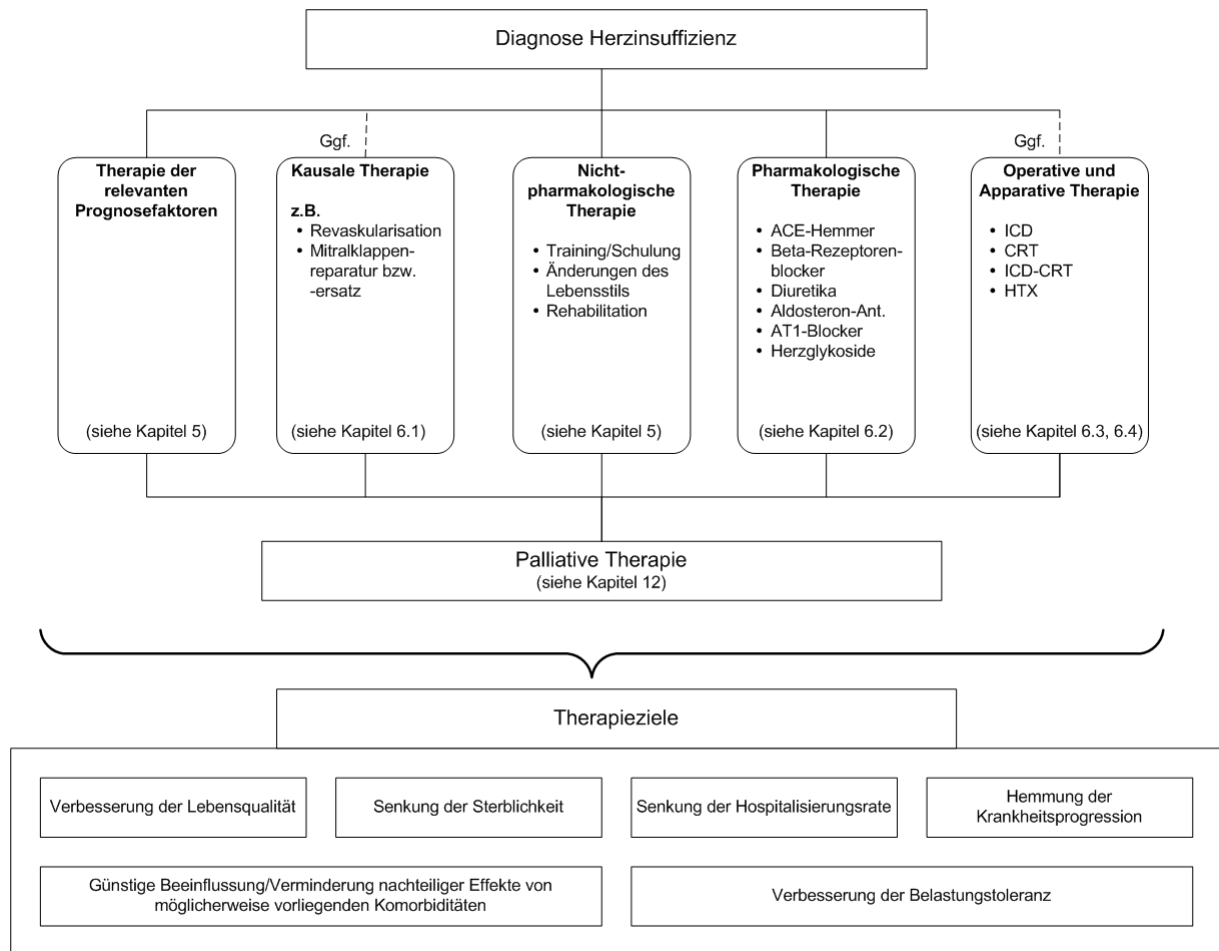 Diagnose Herzinsuffizienz
Ggf.
Ggf.
Therapie der
relevanten
Prognosefaktoren
(siehe Kapitel 5)
Kausale Therapie
z.B.
• Revaskularisation
• Mitralklappen-
reparatur bzw.
-ersatz
(siehe Kapitel 6.1)
Nicht-
pharmakologische
Therapie
• Training/Schulung
• Änderungen des
Lebensstils
• Rehabilitation
(siehe Kapitel 5)
Pharmakologische
Therapie
• ACE-Hemmer
• Beta-Rezeptoren-
blocker
• Diuretika
• Aldosteron-Ant.
• AT1-Blocker
• Herzglykoside
(siehe Kapitel 6.2)
Operative und
Apparative Therapie
• ICD
• CRT
• ICD-CRT
• HTX
(siehe Kapitel 6.3, 6.4)
Palliative Therapie
(siehe Kapitel 12)
Therapieziele
Verbesserung der Lebensqualität
Senkung der Sterblichkeit
Senkung der Hospitalisierungsrate
Hemmung der
Krankheitsprogression
Günstige Beeinflussung/Verminderung nachteiliger Effekte von
möglicherweise vorliegenden Komorbiditäten
Verbesserung der Belastungstoleranz